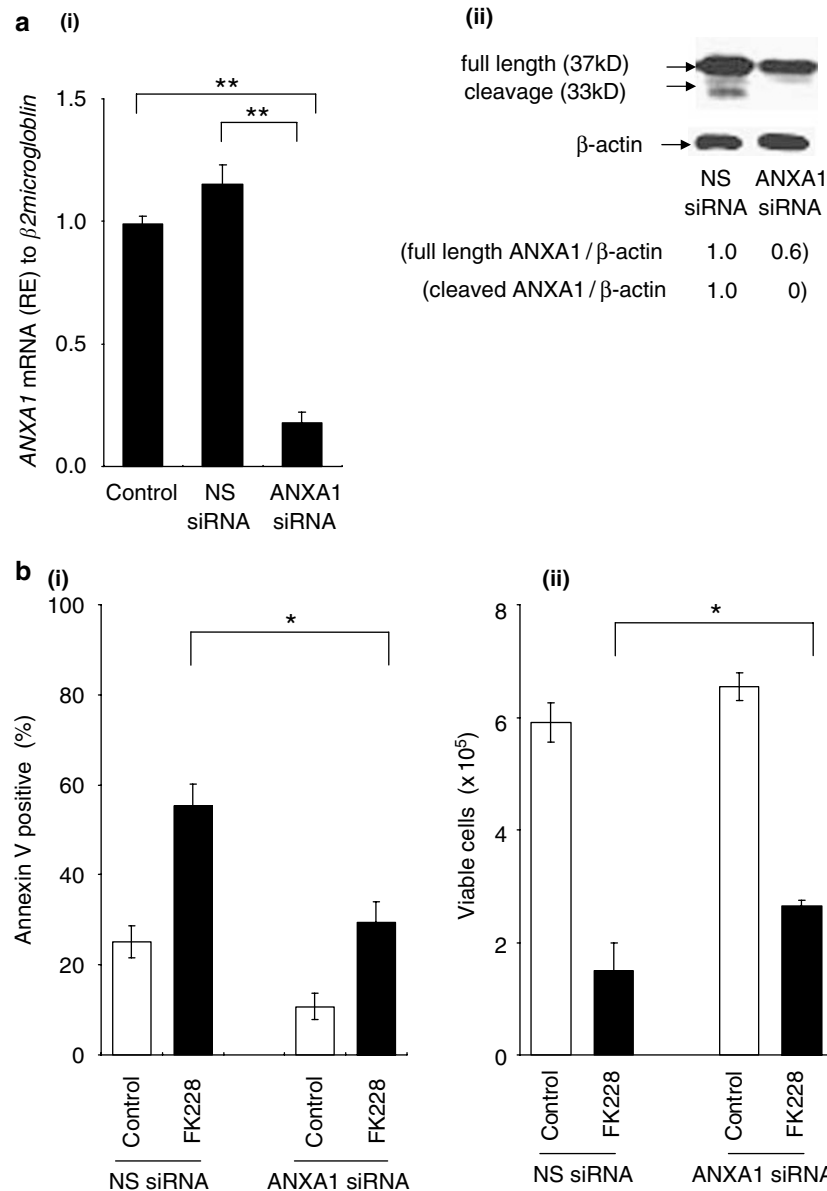 a (i)
**
**
ANXA1 mRNA (RE) to β2microgloblin
1.5
1.0
0.5
0.0
Control
NS siRNA
ANXA1 siRNA
(ii)
full length (37kD)
cleavage (33kD)
β-actin
NS siRNA
ANXA1 siRNA
(full length ANXA1/β-actin 1.0 0.6)
(cleaved ANXA1/β-actin 1.0 0)
b (i)
*
Annexin V positive (%)
100
80
60
40
20
0
Control
FK228
Control
FK228
NS siRNA
ANXA1 siRNA
(ii)
*
Viable cells (x 10⁵)
8
6
4
2
0
Control
FK228
Control
FK228
NS siRNA
ANXA1 siRNA